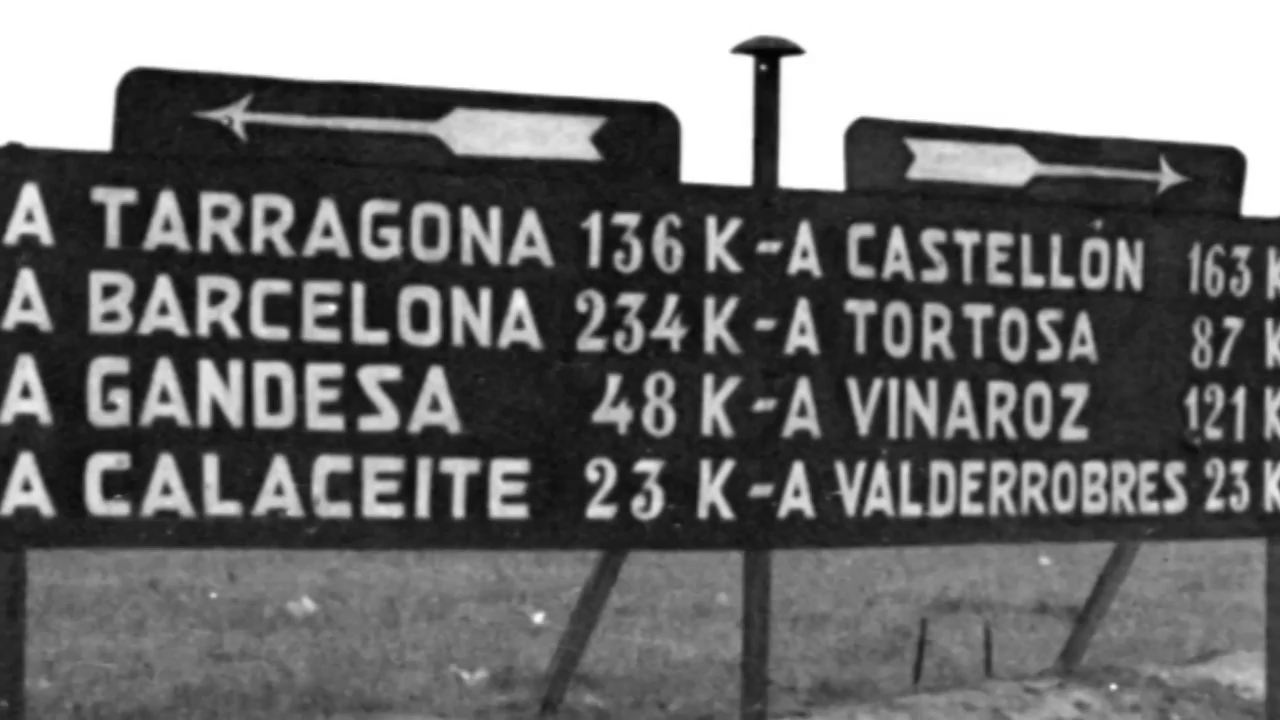 A TARRAGONA 136 K - A CASTELLÓN 163 K
A BARCELONA 234 K - A TORTOSA 87 K
A GANDESA 48 K - A VINAROZ 121 K
A CALACEITE 23 K - A VALDERROBRES 23 K